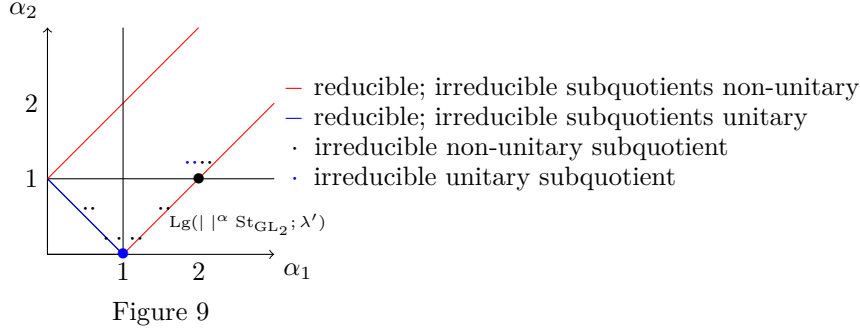 α₂
2
1
1
2
α₁
Lg(| |^α St_GL₂; λ′)
reducible; irreducible subquotients non-unitary
reducible; irreducible subquotients unitary
irreducible non-unitary subquotient
irreducible unitary subquotient
Figure 9